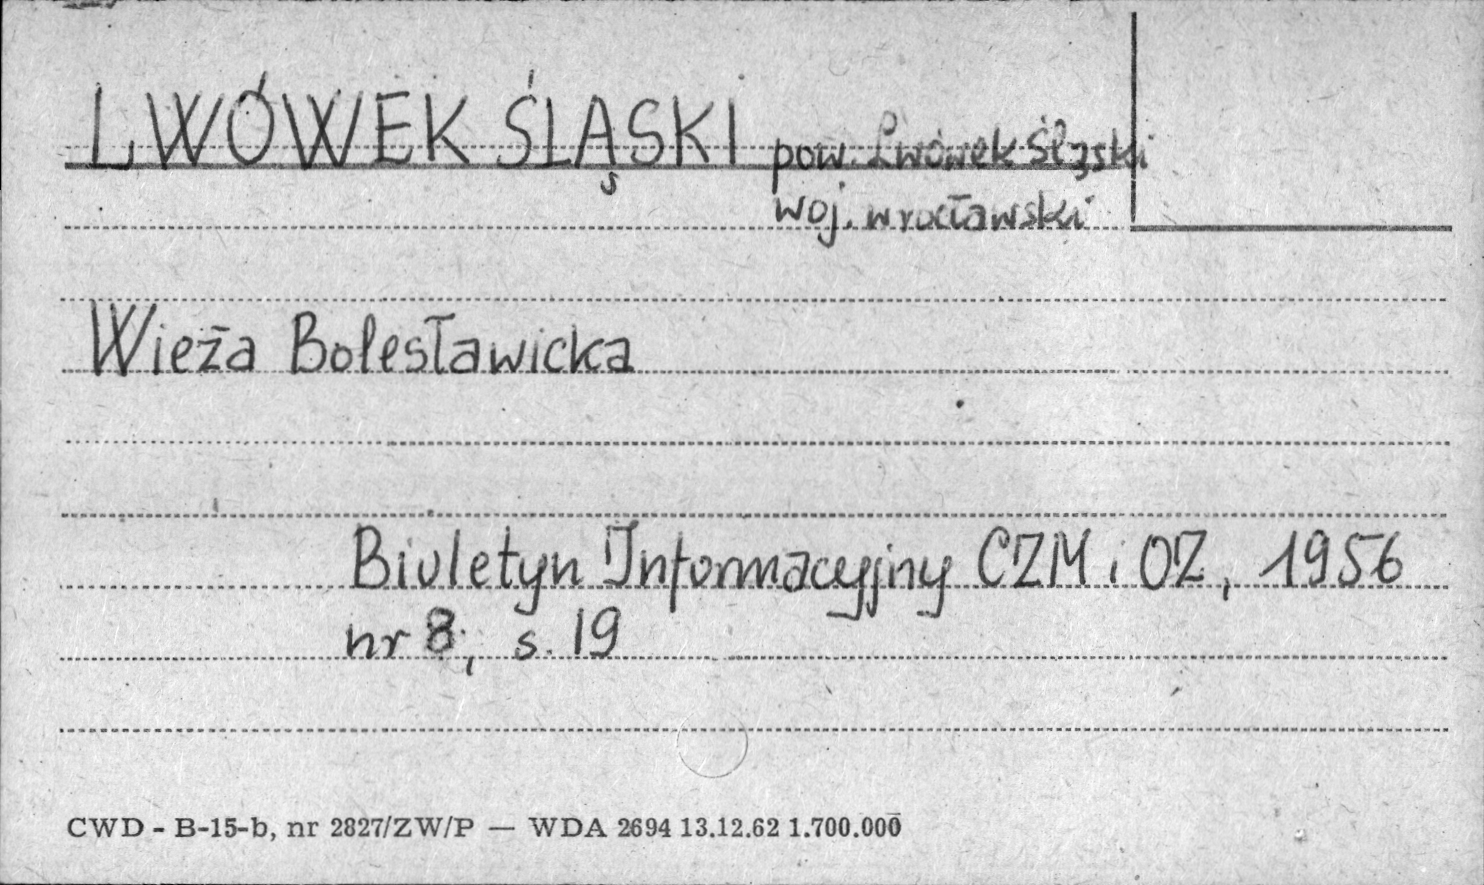 LWÓWEK ŚLĄSKI pow. Lwówek Śląski
woj. wrocławskie
Wieża Bolesławicka
Biuletyn Informacyjny CZM i OZ, 1956
nr 8, s. 19
CWD - B-15-b, nr 2827/ZW/P — WDA 2694 13.12.62 1.700.000